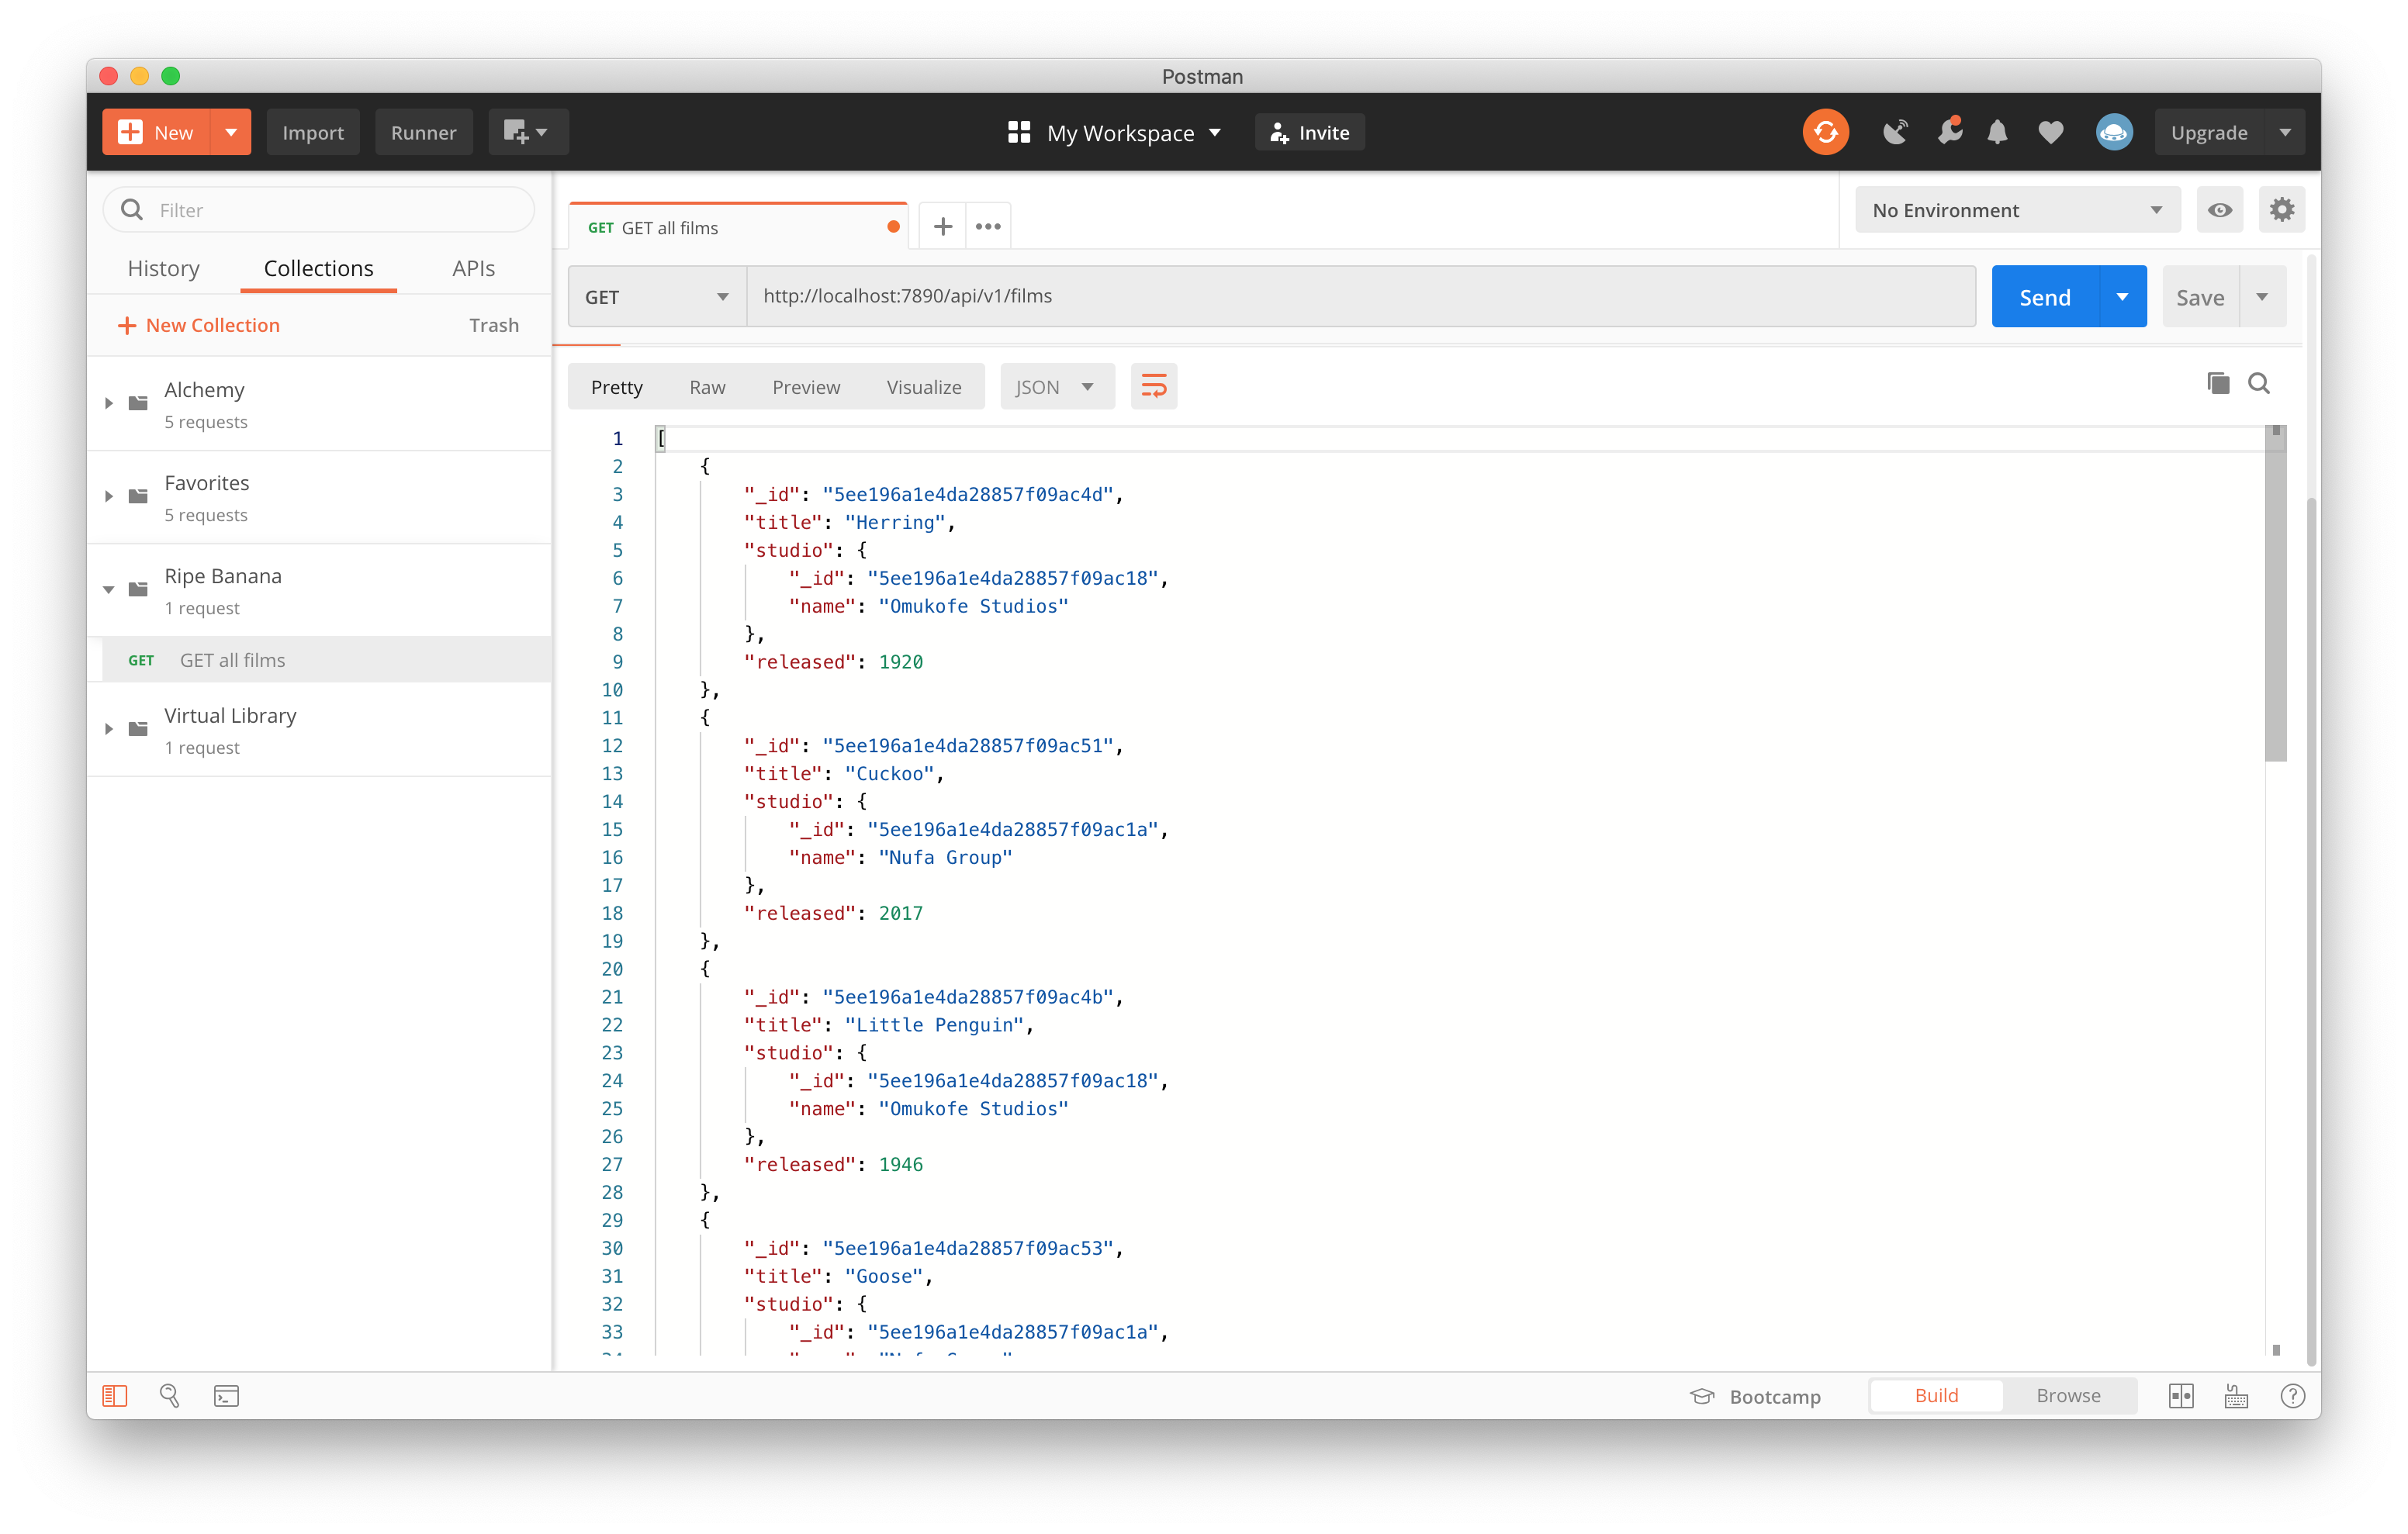 Postman
New
Import
Runner
My Workspace
Invite
Upgrade
Filter
History
Collections
APIs
New Collection
Trash
Alchemy
5 requests
Favorites
5 requests
Ripe Banana
1 request
GET GET all films
Virtual Library
1 request
GET GET all films
No Environment
GET
http://localhost:7890/api/v1/films
Send
Save
Pretty
Raw
Preview
Visualize
JSON
1 [
2 {
3 "_id": "5ee196a1e4da28857f09ac4d",
4 "title": "Herring",
5 "studio": {
6 "_id": "5ee196a1e4da28857f09ac18",
7 "name": "Omukofe Studios"
8 },
9 "released": 1920
10 },
11 {
12 "_id": "5ee196a1e4da28857f09ac51",
13 "title": "Cuckoo",
14 "studio": {
15 "_id": "5ee196a1e4da28857f09ac1a",
16 "name": "Nufa Group"
17 },
18 "released": 2017
19 },
20 {
21 "_id": "5ee196a1e4da28857f09ac4b",
22 "title": "Little Penguin",
23 "studio": {
24 "_id": "5ee196a1e4da28857f09ac18",
25 "name": "Omukofe Studios"
26 },
27 "released": 1946
28 },
29 {
30 "_id": "5ee196a1e4da28857f09ac53",
31 "title": "Goose",
32 "studio": {
33 "_id": "5ee196a1e4da28857f09ac1a",
Bootcamp
Build
Browse